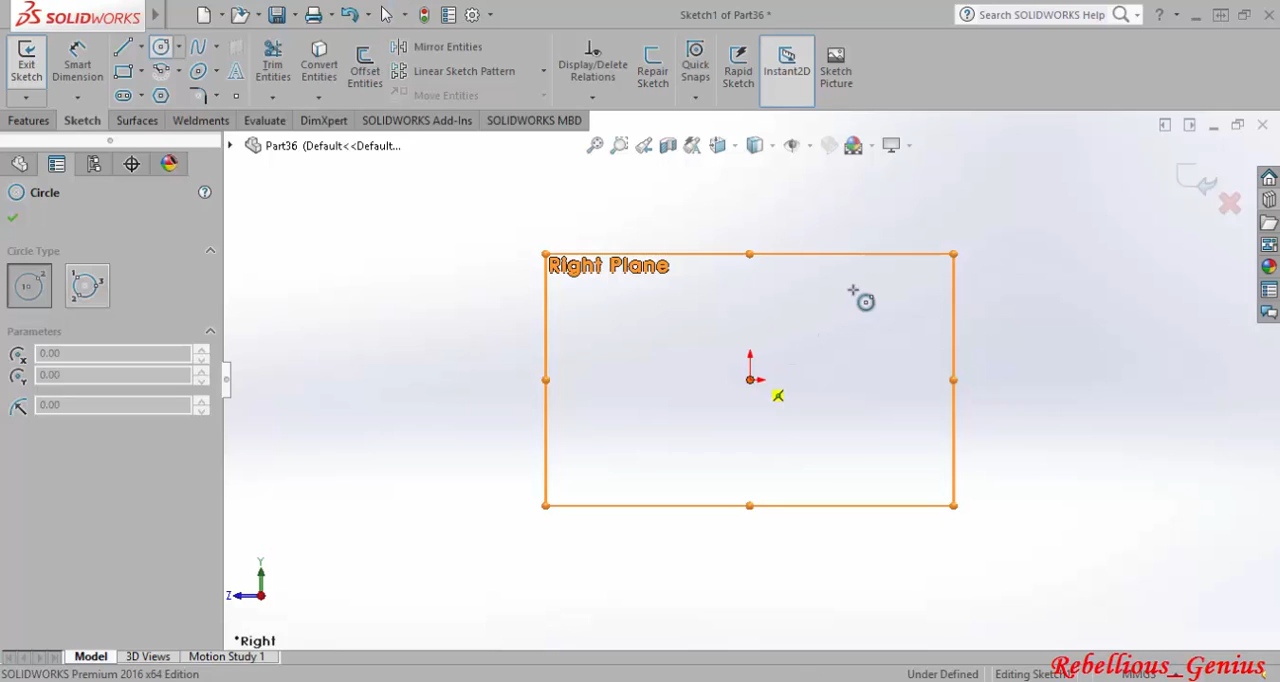 SOLIDWORKS
Sketch1 of Part36 *
Search SOLIDWORKS Help
?
Exit Sketch
Smart Dimension
Trim Entities
Convert Entities
Offset Entities
Mirror Entities
Linear Sketch Pattern
Move Entities
Display/Delete Relations
Repair Sketch
Quick Snaps
Rapid Sketch
Instant2D
Sketch Picture
Features
Sketch
Surfaces
Weldments
Evaluate
DimXpert
SOLIDWORKS Add-Ins
SOLIDWORKS MBD
Part36 (Default<<Default...
Circle
?
Circle Type
Parameters
0.00
0.00
0.00
Right Plane
Y
Z
*Right
Model
3D Views
Motion Study 1
SOLIDWORKS Premium 2016 x64 Edition
Under Defined
Rebellious_Genius